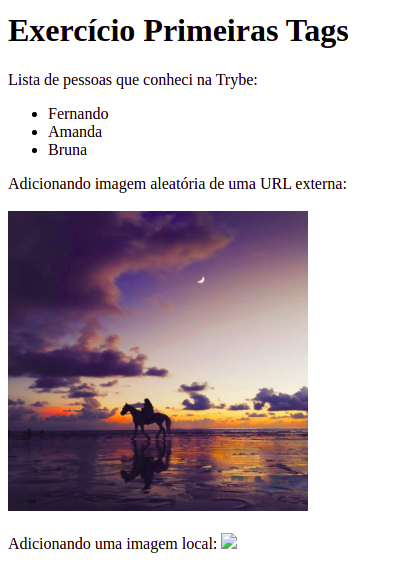 Exercício Primeiras Tags
Lista de pessoas que conheci na Trybe:
Fernando
Amanda
Bruna
Adicionando imagem aleatória de uma URL externa:
Adicionando uma imagem local: